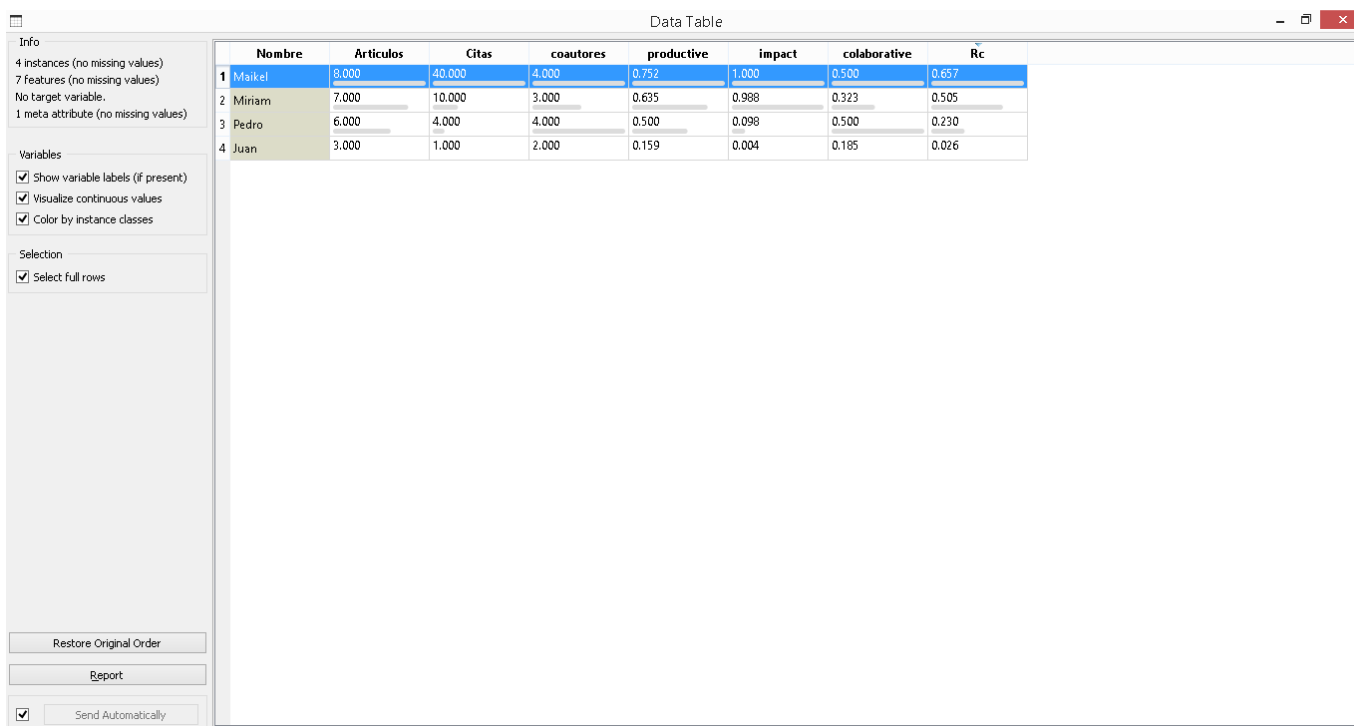 Data Table
Info
4 instances (no missing values)
7 features (no missing values)
No target variable.
1 meta attribute (no missing values)
Variables
Show variable labels (if present)
Visualize continuous values
Color by instance classes
Selection
Select full rows
Restore Original Order
Report
Send Automatically
Nombre Articulos Citas coautores productive impact colaborative Rc
1 Maikel 8.000 40.000 4.000 0.752 1.000 0.500 0.657
2 Miriam 7.000 10.000 3.000 0.635 0.988 0.323 0.505
3 Pedro 6.000 4.000 4.000 0.500 0.098 0.500 0.230
4 Juan 3.000 1.000 2.000 0.159 0.004 0.185 0.026